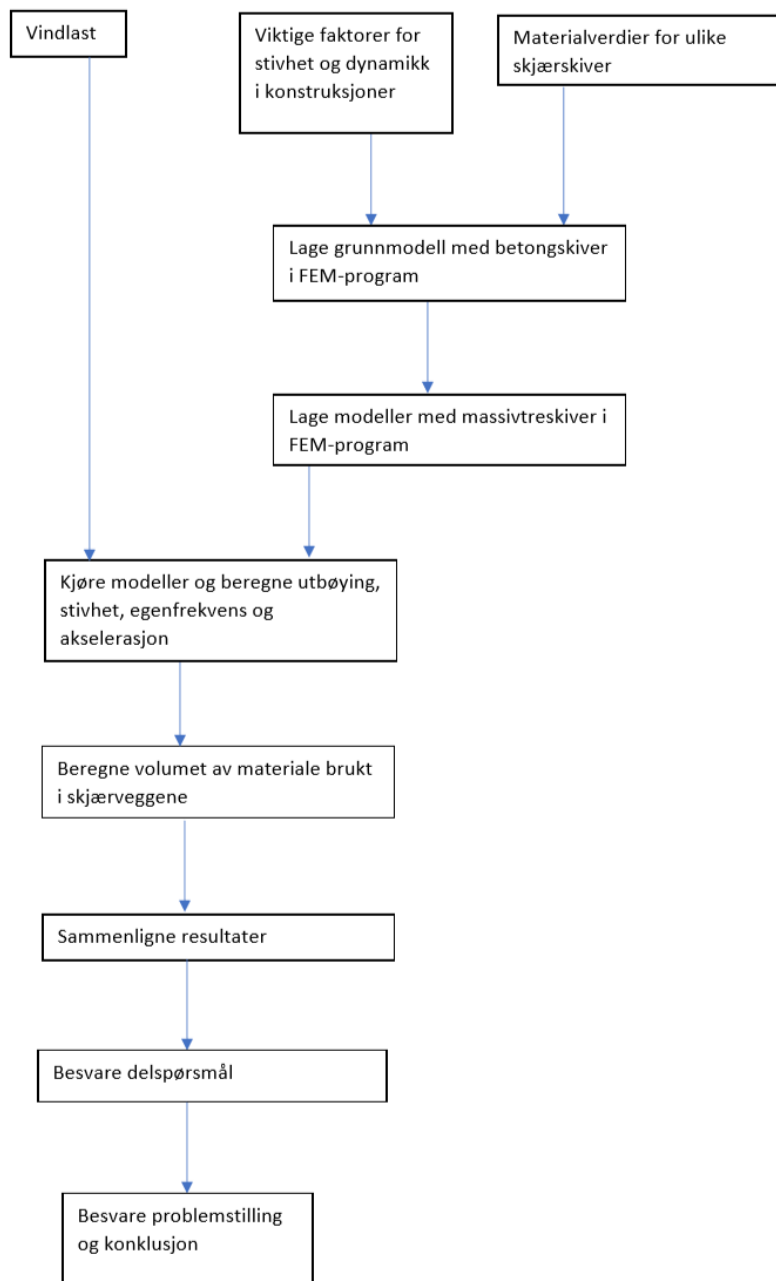 Vindlast
Viktige faktorer for
stivhet og dynamikk
i konstruksjoner
Materialverdier for ulike
skjærskiver
Lage grunnmodell med betongskiver
i FEM-program
Lage modeller med massivtreskiver i
FEM-program
Kjøre modeller og beregne utbøying,
stivhet, egenfrekvens og
akselerasjon
Beregne volumet av materiale brukt
i skjærveggene
Sammenligne resultater
Besvare delspørsmål
Besvare problemstilling
og konklusjon